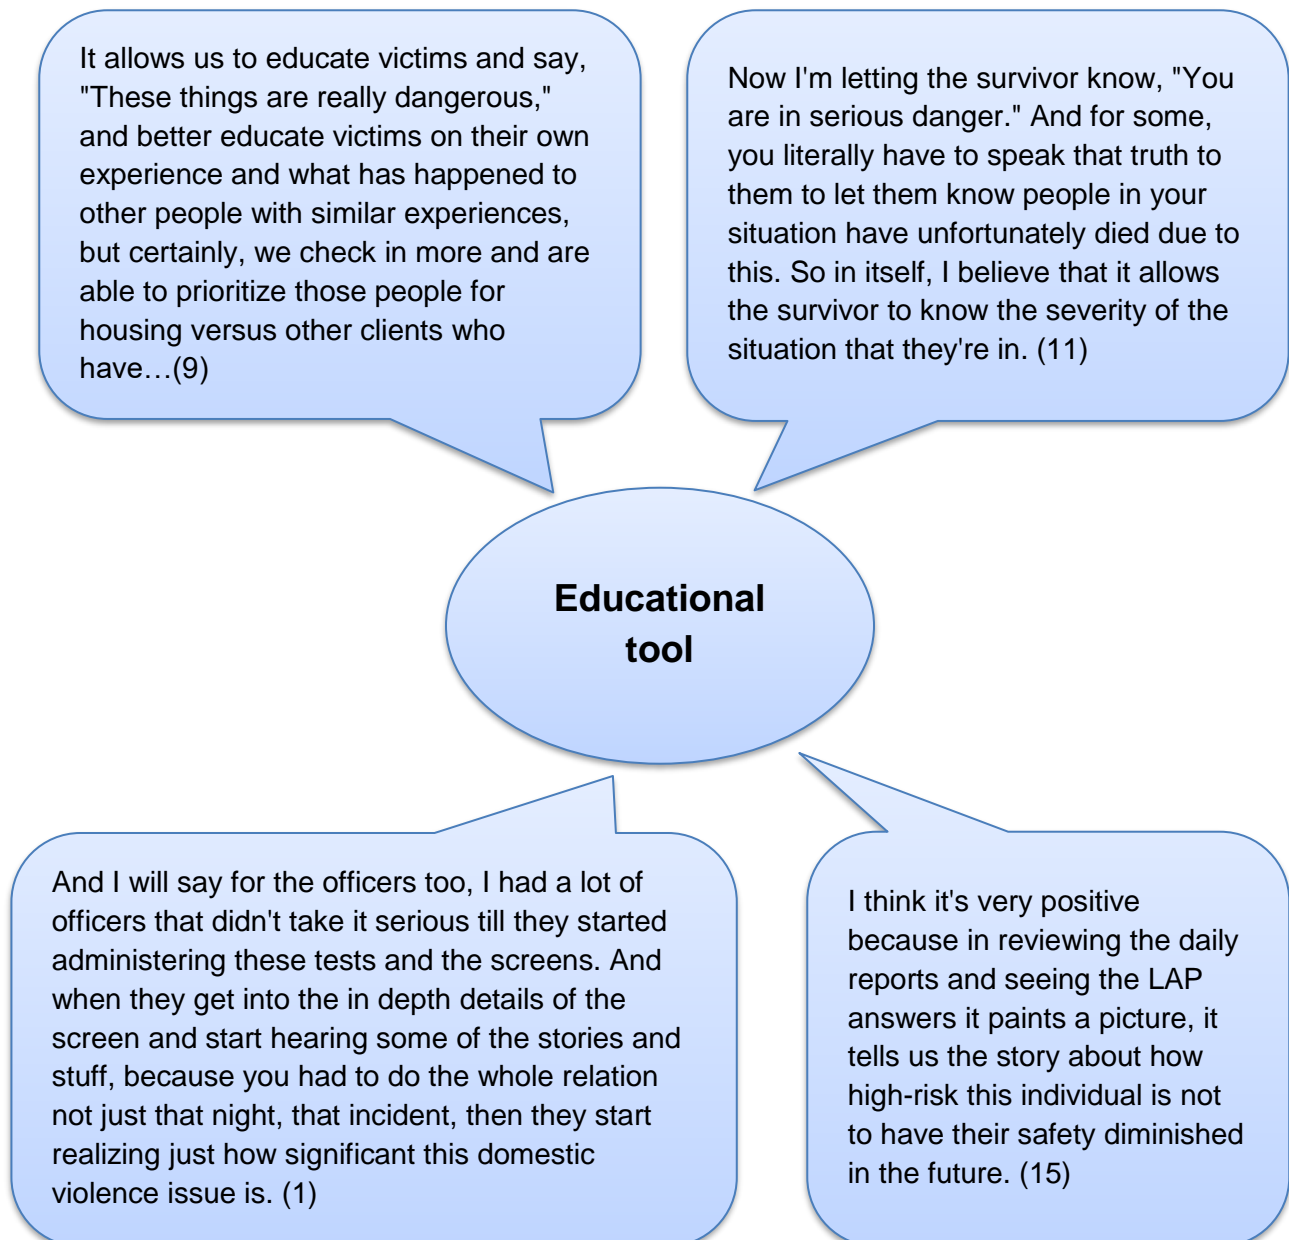 It allows us to educate victims and say,
"These things are really dangerous,"
and better educate victims on their own
experience and what has happened to
other people with similar experiences,
but certainly, we check in more and are
able to prioritize those people for
housing versus other clients who
have…(9)
Now I'm letting the survivor know, "You
are in serious danger." And for some,
you literally have to speak that truth to
them to let them know people in your
situation have unfortunately died due to
this. So in itself, I believe that it allows
the survivor to know the severity of the
situation that they're in. (11)
Educational
tool
And I will say for the officers too, I had a lot of
officers that didn't take it serious till they started
administering these tests and the screens. And
when they get into the in depth details of the
screen and start hearing some of the stories and
stuff, because you had to do the whole relation
not just that night, that incident, then they start
realizing just how significant this domestic
violence issue is. (1)
I think it's very positive
because in reviewing the daily
reports and seeing the LAP
answers it paints a picture, it
tells us the story about how
high-risk this individual is not
to have their safety diminished
in the future. (15)